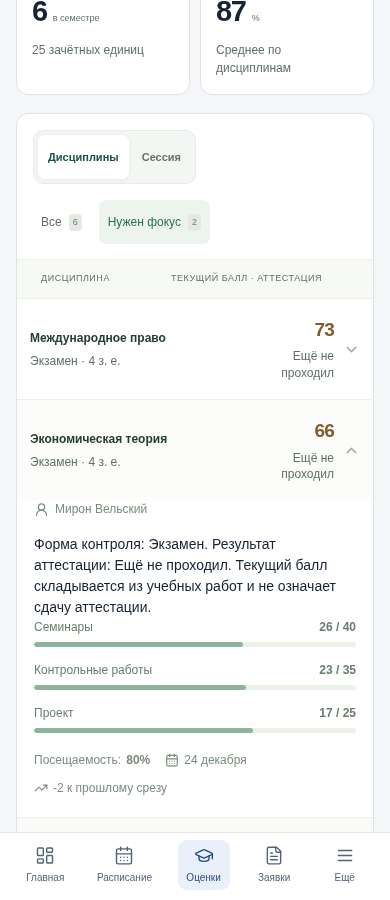 6 в семестре
25 зачётных единиц
87 %
Среднее по
дисциплинам
Дисциплины Сессия
Все 6 Нужен фокус 2
ДИСЦИПЛИНА ТЕКУЩИЙ БАЛЛ · АТТЕСТАЦИЯ
Международное право
Экзамен · 4 з. е.
73
Ещё не
проходил
Экономическая теория
Экзамен · 4 з. е.
66
Ещё не
проходил
Мирон Вельский
Форма контроля: Экзамен. Результат
аттестации: Ещё не проходил. Текущий балл
складывается из учебных работ и не означает
сдачу аттестации.
Семинары 26 / 40
Контрольные работы 23 / 35
Проект 17 / 25
Посещаемость: 80% 24 декабря
-2 к прошлому срезу
Главная Расписание Оценки Заявки Ещё